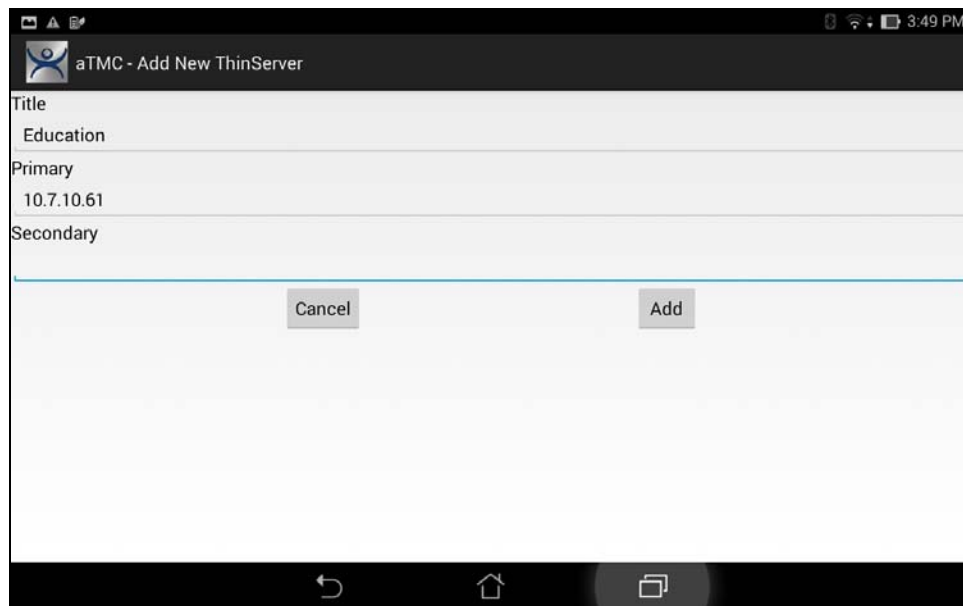 3:49 PM
aTMC - Add New ThinServer
Title
Education
Primary
10.7.10.61
Secondary
Cancel
Add